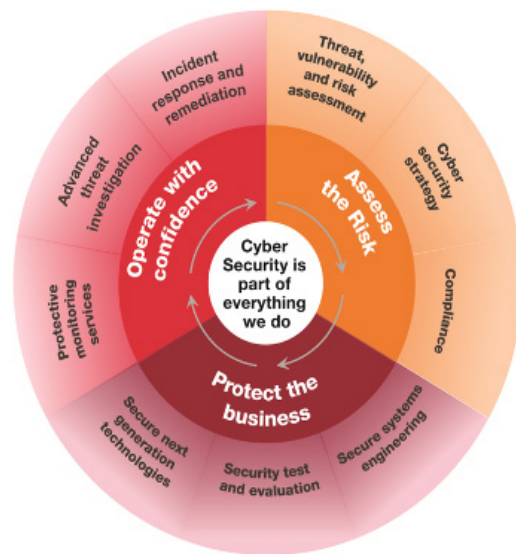 Cyber
Security is
part of
everything
we do
Assess
the Risk
Threat,
vulnerability
and risk
assessment
Cyber
security
strategy
Compliance
Protect the
business
Secure systems
engineering
Security test
and evaluation
Secure next
generation
technologies
Operate with
confidence
Protective
monitoring
services
Advanced
threat
investigation
Incident
response and
remediation